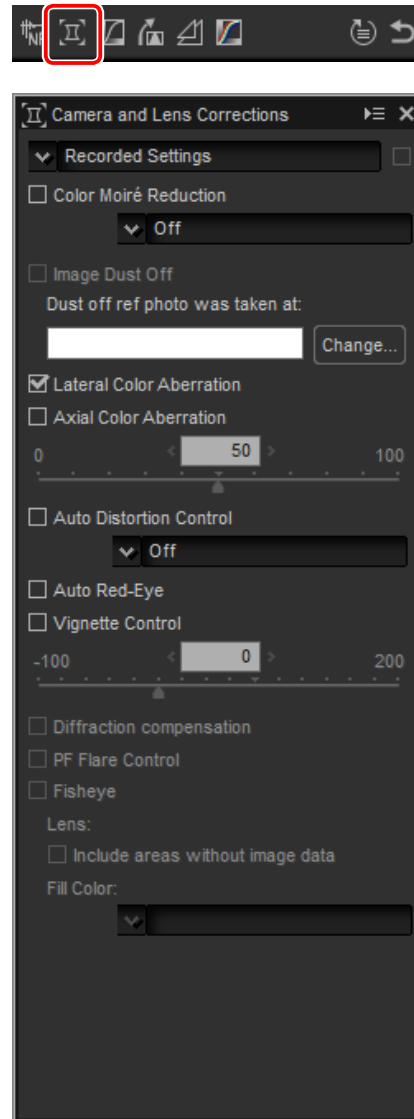 NR
Camera and Lens Corrections
Recorded Settings
Color Moiré Reduction
Off
Image Dust Off
Dust off ref photo was taken at:
Change...
Lateral Color Aberration
Axial Color Aberration
0 50 100
Auto Distortion Control
Off
Auto Red-Eye
Vignette Control
-100 0 200
Diffraction compensation
PF Flare Control
Fisheye
Lens:
Include areas without image data
Fill Color: